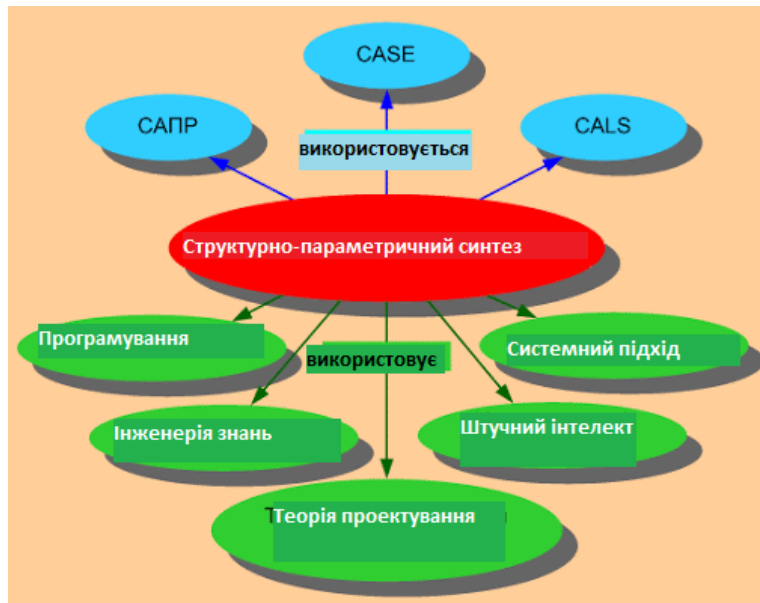 CASE
САПР
CALS
використовується
Структурно-параметричний синтез
Програмування
Системний підхід
використовує
Інженерія знань
Штучний інтелект
Теорія проектування